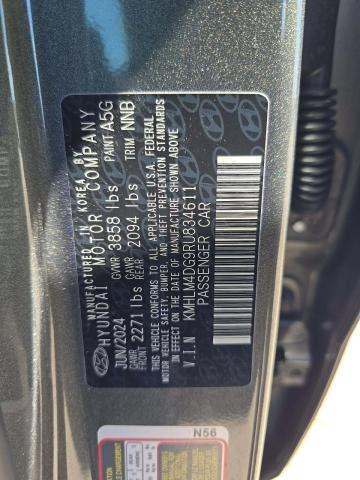 MANUFACTURED IN KOREA BY
HYUNDAI MOTOR COMPANY
JUN/2024 GVWR 3858 lbs PAINT A5G
GAWR FRONT 2271 lbs GAWR REAR 2094 lbs TRIM NNB
THIS VEHICLE CONFORMS TO ALL APPLICABLE U.S.A. FEDERAL
MOTOR VEHICLE SAFETY, BUMPER, AND THEFT PREVENTION STANDARDS
IN EFFECT ON THE DATE OF MANUFACTURE SHOWN ABOVE.
V.I.N KMHLM4DG9RU834611
PASSENGER CAR
N56